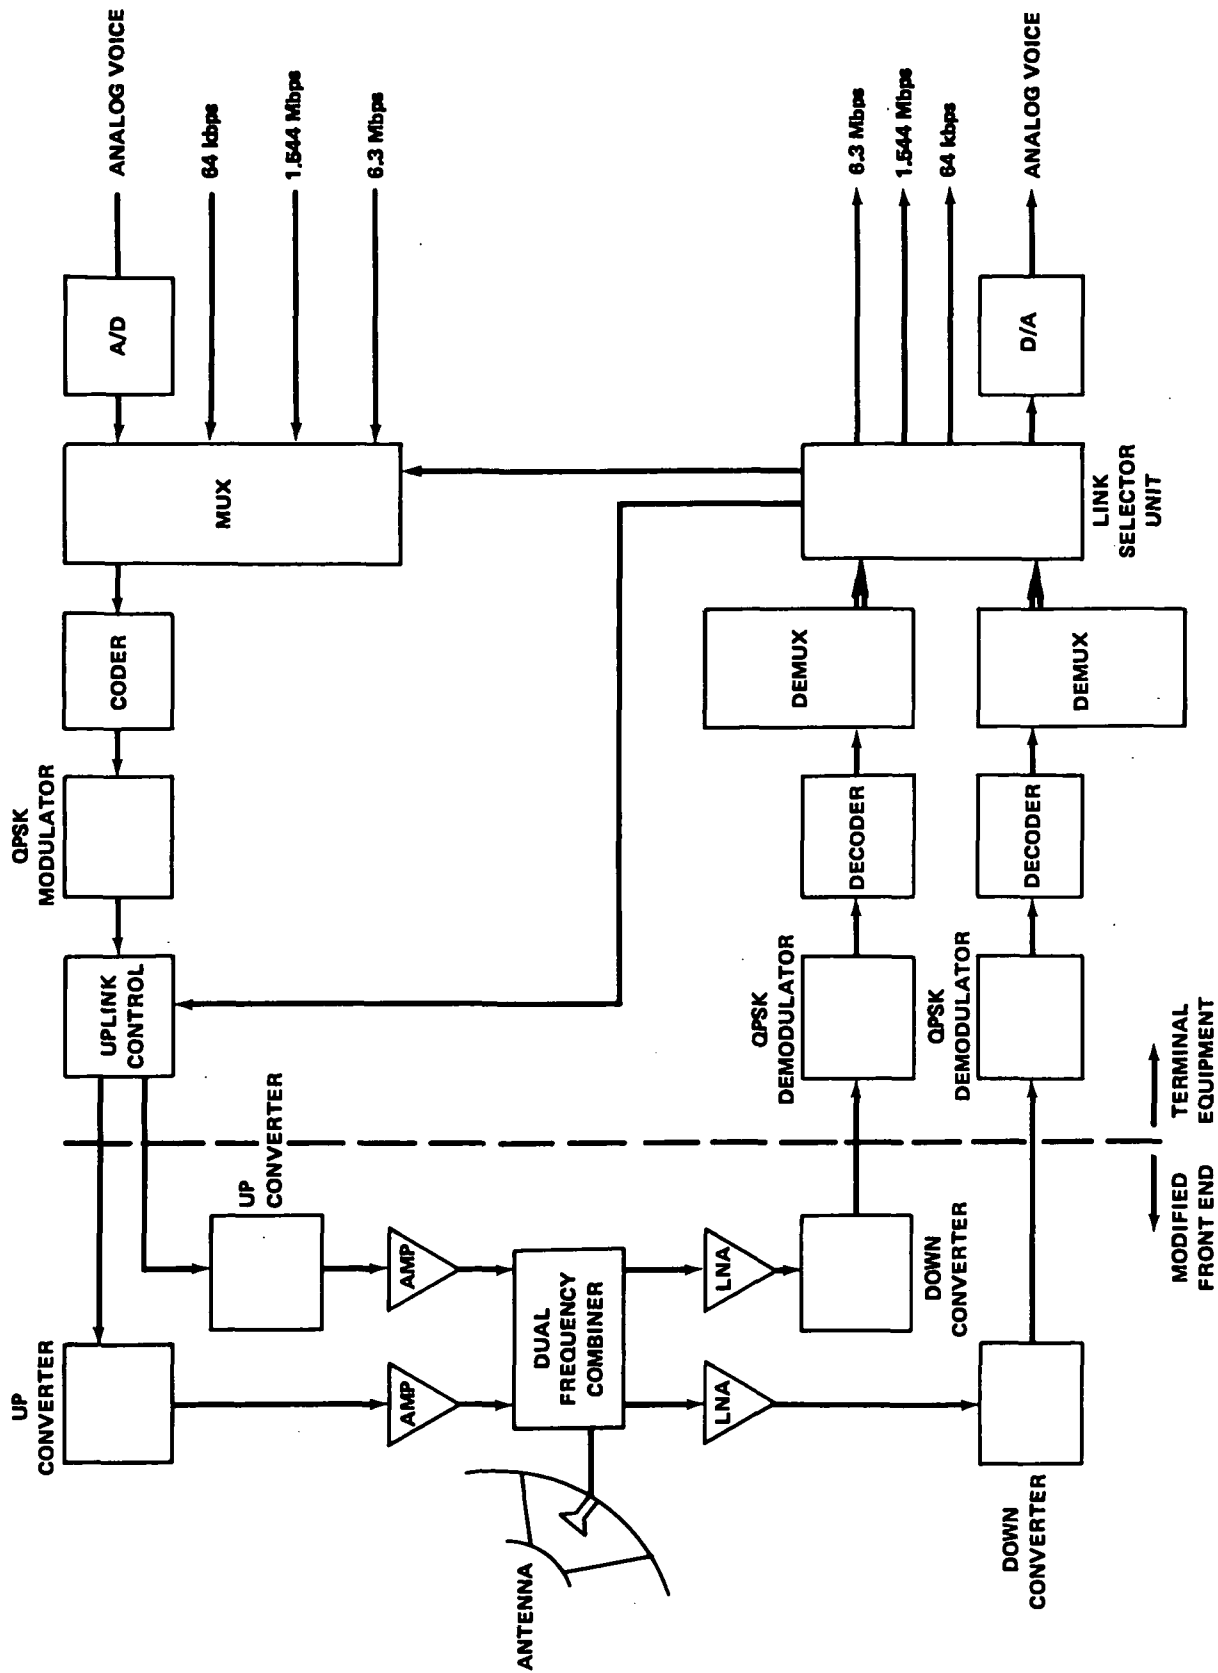 ANALOG VOICE
64 kbps
1.544 Mbps
6.3 Mbps
A/D
MUX
CODER
QPSK
MODULATOR
UPLINK
CONTROL
UP
CONVERTER
UP
CONVERTER
AMP
AMP
ANTENNA
DUAL
FREQUENCY
COMBINER
LNA
LNA
DOWN
CONVERTER
DOWN
CONVERTER
QPSK
DEMODULATOR
QPSK
DEMODULATOR
DECODER
DECODER
DEMUX
DEMUX
LINK
SELECTOR
UNIT
D/A
6.3 Mbps
1.544 Mbps
64 kbps
ANALOG VOICE
MODIFIED
FRONT END
TERMINAL
EQUIPMENT